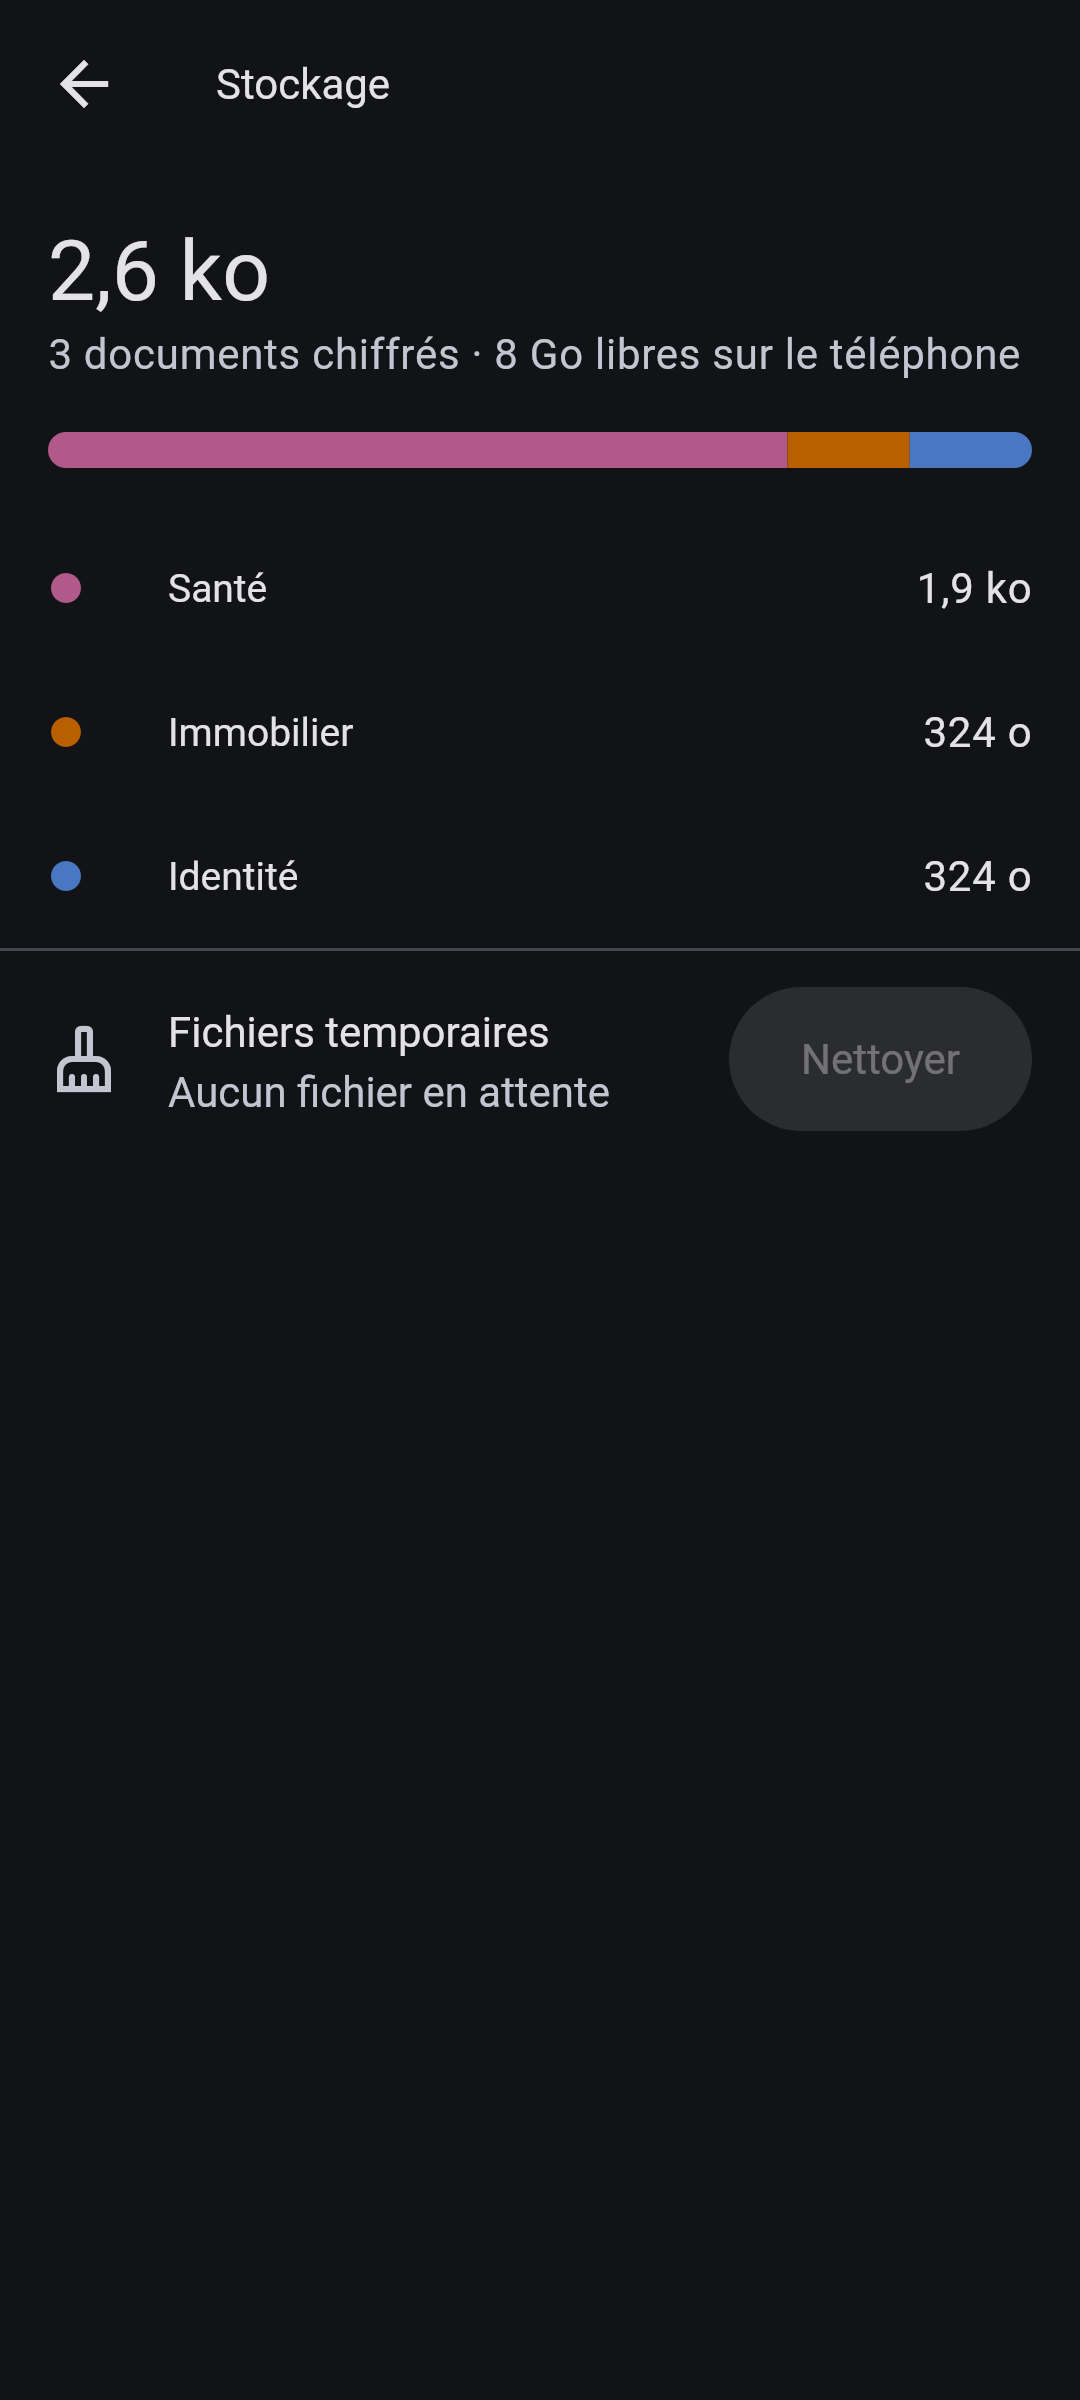 Stockage
2,6 ko
3 documents chiffrés · 8 Go libres sur le téléphone
Santé 1,9 ko
Immobilier 324 o
Identité 324 o
Fichiers temporaires
Aucun fichier en attente
Nettoyer